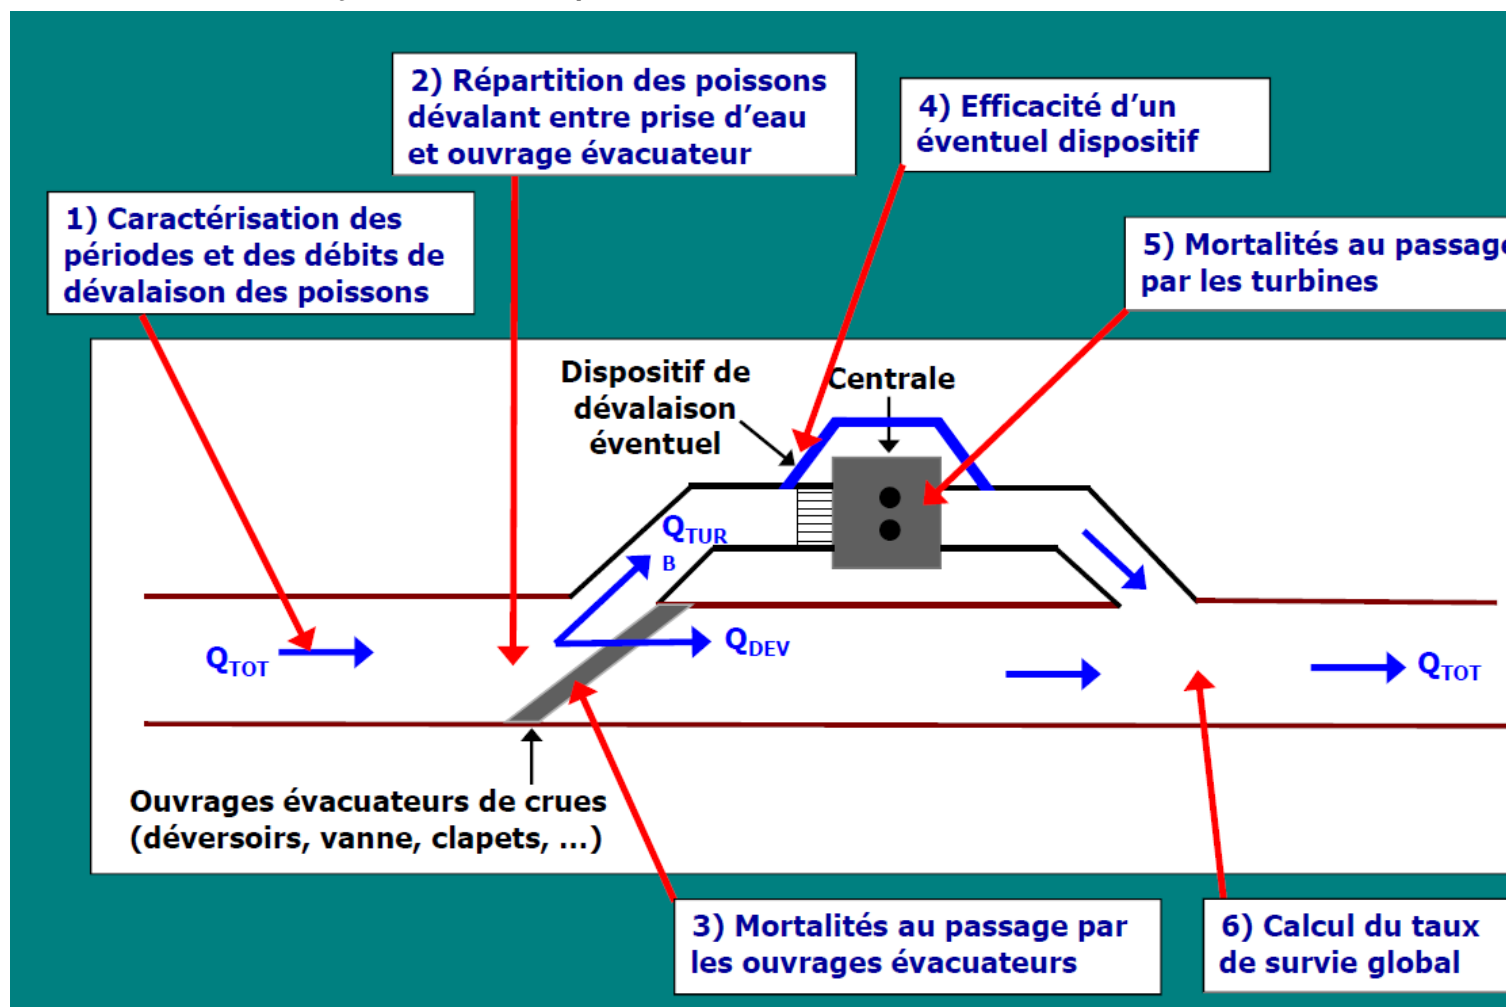 2) Répartition des poissons
dévalant entre prise d'eau
et ouvrage évacuateur
4) Efficacité d'un
éventuel dispositif
1) Caractérisation des
périodes et des débits de
dévalaison des poissons
5) Mortalités au passage
par les turbines
Dispositif de
dévalaison
éventuel
Centrale
QTUR
B
QTOT
QDEV
QTOT
Ouvrages évacuateurs de crues
(déversoirs, vanne, clapets, ...)
3) Mortalités au passage par
les ouvrages évacuateurs
6) Calcul du taux
de survie global